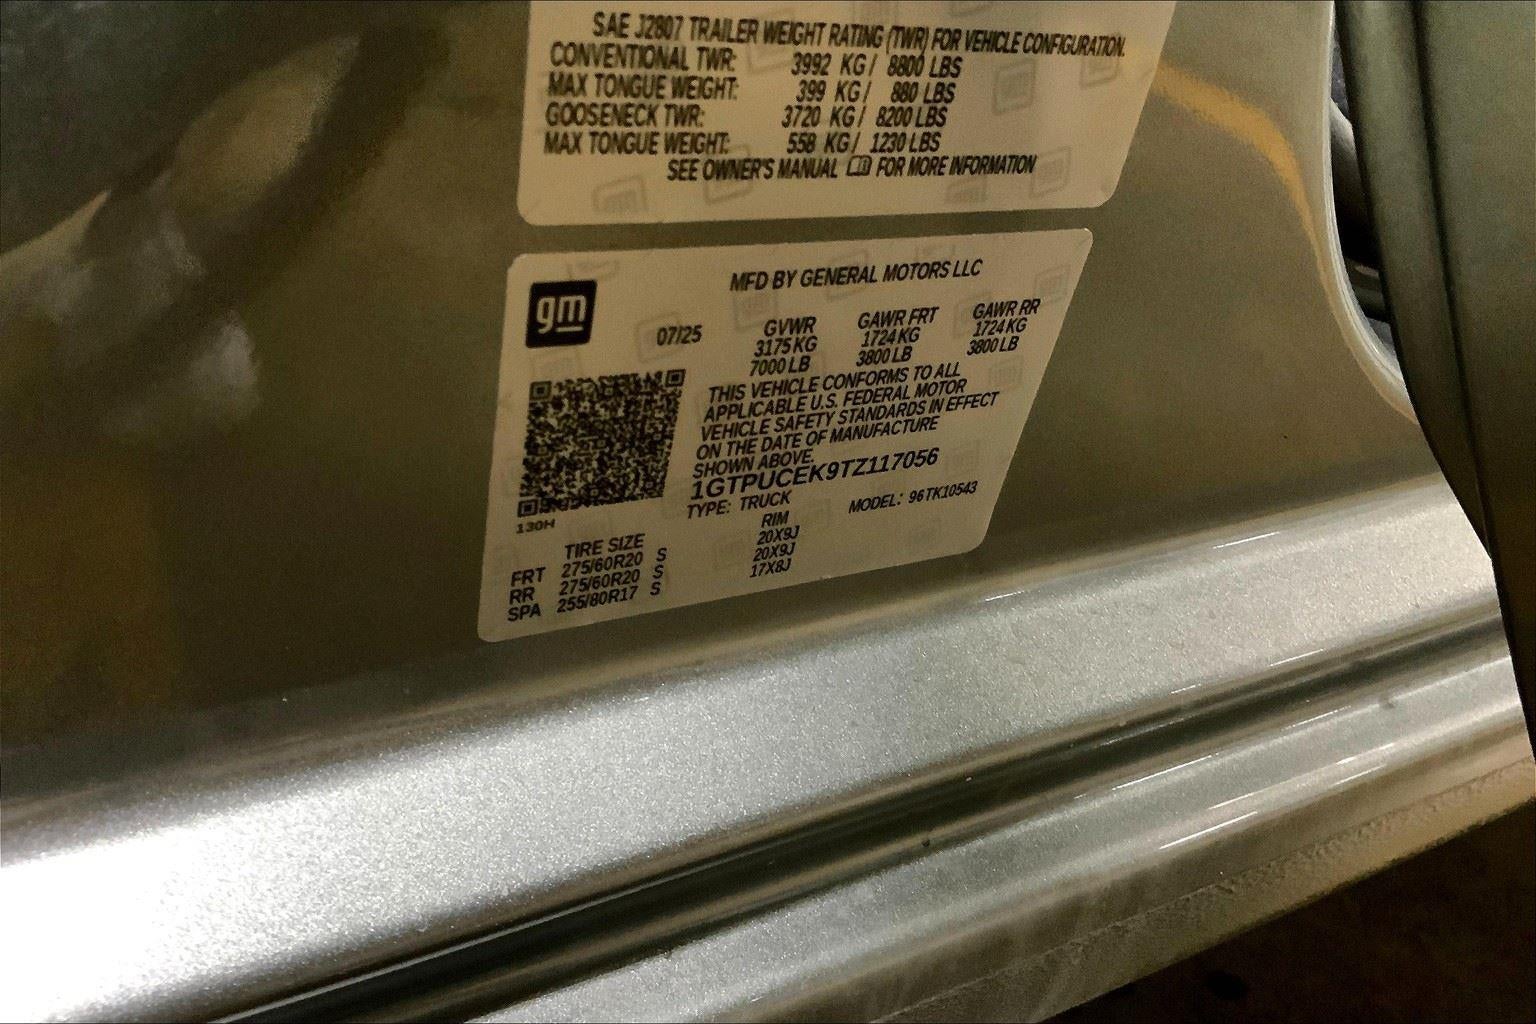 SAE J2807 TRAILER WEIGHT RATING (TWR) FOR VEHICLE CONFIGURATION.
CONVENTIONAL TWR: 3992 KG / 8800 LBS
MAX TONGUE WEIGHT: 399 KG / 880 LBS
GOOSENECK TWR: 3720 KG / 8200 LBS
MAX TONGUE WEIGHT: 558 KG / 1230 LBS
SEE OWNER'S MANUAL FOR MORE INFORMATION
gm
MFD BY GENERAL MOTORS LLC
07/25 GVWR GAWR FRT GAWR RR
3175 KG 1724 KG 1724 KG
7000 LB 3800 LB 3800 LB
THIS VEHICLE CONFORMS TO ALL
APPLICABLE U.S. FEDERAL MOTOR
VEHICLE SAFETY STANDARDS IN EFFECT
ON THE DATE OF MANUFACTURE
SHOWN ABOVE.
1GTPUCEK9TZ117056
TYPE: TRUCK MODEL: 96TK10543
130H
TIRE SIZE RIM
FRT 275/60R20 S 20X9J
RR 275/60R20 S 20X9J
SPA 255/80R17 S 17X8J